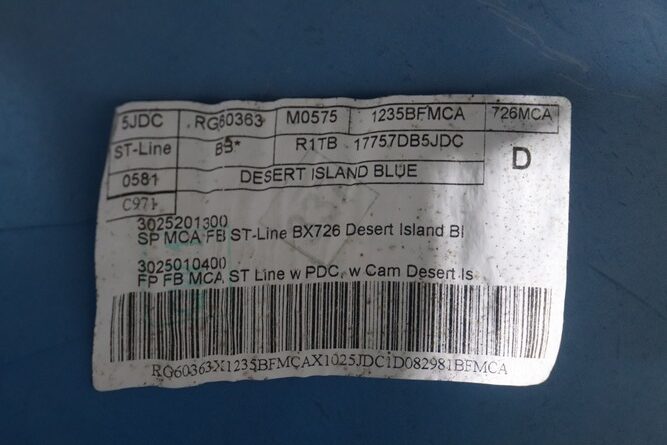 5JDC RG60363 M0575 1235BFMCA 726MCA
ST-Line BB* R1TB 17757DB5JDC D
0581 DESERT ISLAND BLUE
C971
3025201300
SP MCA FB ST-Line BX726 Desert Island Bl
3025010400
FP FB MCA ST Line w PDC, w Cam Desert Is
RG60363X1235BFMCAX1025JDC1D082981BFMCA